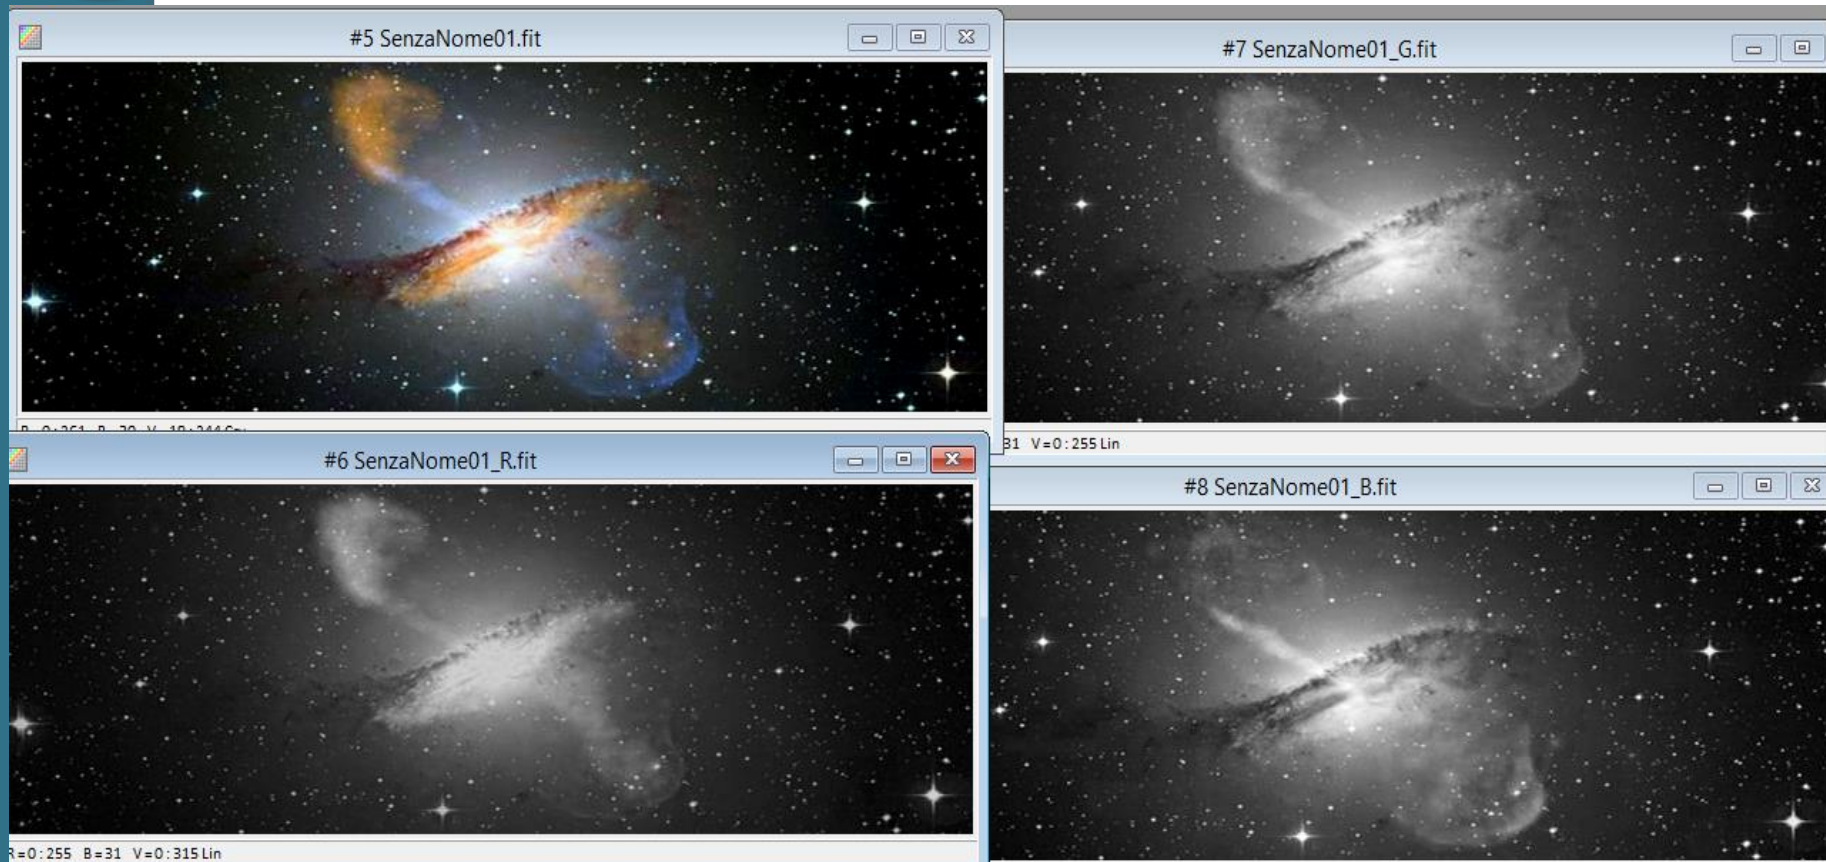 #5 SenzaNome01.fit
#7 SenzaNome01_G.fit
31 V=0:255 Lin
#6 SenzaNome01_R.fit
#8 SenzaNome01_B.fit
R=0:255 B=31 V=0:315 Lin